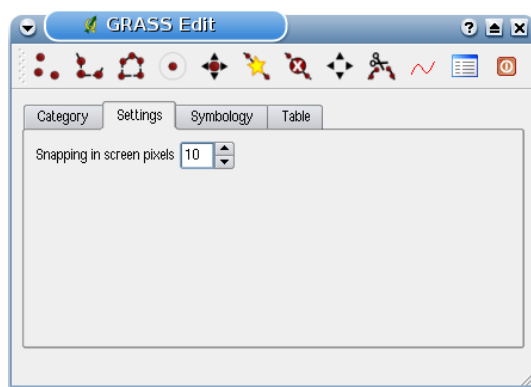 GRASS Edit
Category Settings Symbology Table
Snapping in screen pixels 10